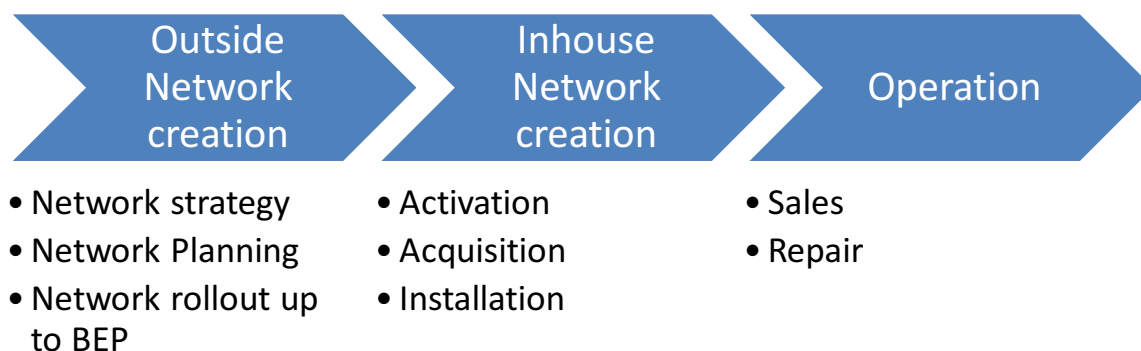 Outside
Network
creation
Inhouse
Network
creation
Operation
• Network strategy
• Network Planning
• Network rollout up
to BEP
• Activation
• Acquisition
• Installation
• Sales
• Repair